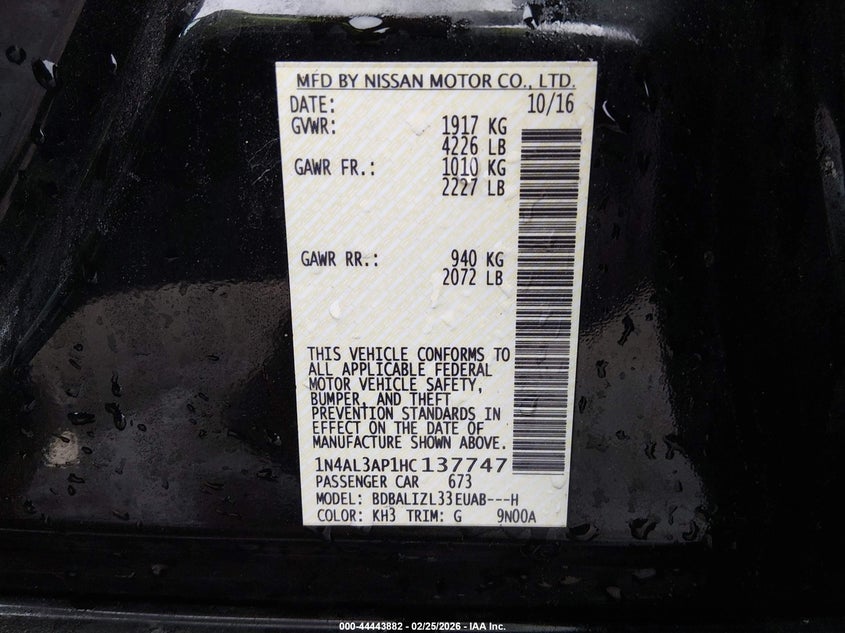 MFD BY NISSAN MOTOR CO., LTD.
DATE: 10/16
GVWR: 1917 KG
4226 LB
GAWR FR.: 1010 KG
2227 LB
GAWR RR.: 940 KG
2072 LB
THIS VEHICLE CONFORMS TO
ALL APPLICABLE FEDERAL
MOTOR VEHICLE SAFETY,
BUMPER, AND THEFT
PREVENTION STANDARDS IN
EFFECT ON THE DATE OF
MANUFACTURE SHOWN ABOVE.
1N4AL3AP1HC137747
PASSENGER CAR 673
MODEL: BDBALIZL33EUAB---H
COLOR: KH3 TRIM: G 9N00A
000-44443882 - 02/25/2026 - IAA Inc.